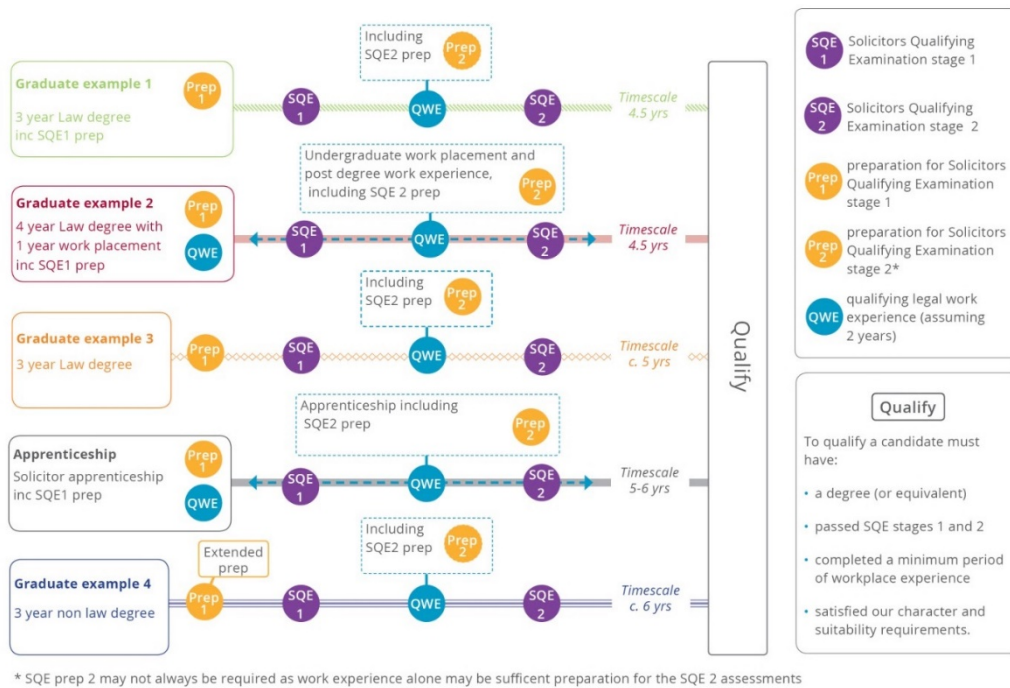 Including
SQE2 prep
Prep
2
Graduate example 1
3 year Law degree
inc SQE1 prep
Prep
1
SQE
1
QWE
SQE
2
Timescale
4.5 yrs
Undergraduate work placement and
post degree work experience,
including SQE 2 prep
Prep
2
Graduate example 2
4 year Law degree with
1 year work placement
inc SQE1 prep
Prep
1
QWE
SQE
1
QWE
SQE
2
Timescale
4.5 yrs
Including
SQE2 prep
Prep
2
Graduate example 3
3 year Law degree
Prep
1
SQE
1
QWE
SQE
2
Timescale
c. 5 yrs
Apprenticeship including
SQE2 prep
Prep
2
Apprenticeship
Solicitor apprenticeship
inc SQE1 prep
Prep
1
QWE
SQE
1
QWE
SQE
2
Timescale
5-6 yrs
Including
SQE2 prep
Prep
2
Extended
prep
Graduate example 4
3 year non law degree
Prep
1
SQE
1
QWE
SQE
2
Timescale
c. 6 yrs
Qualify
SQE
1
Solicitors Qualifying
Examination stage 1
SQE
2
Solicitors Qualifying
Examination stage 2
Prep
1
preparation for Solicitors
Qualifying Examination
stage 1
Prep
2
preparation for Solicitors
Qualifying Examination
stage 2*
QWE
qualifying legal work
experience (assuming
2 years)
Qualify
To qualify a candidate must
have:
• a degree (or equivalent)
• passed SQE stages 1 and 2
• completed a minimum period
of workplace experience
• satisfied our character and
suitability requirements.
* SQE prep 2 may not always be required as work experience alone may be sufficent preparation for the SQE 2 assessments